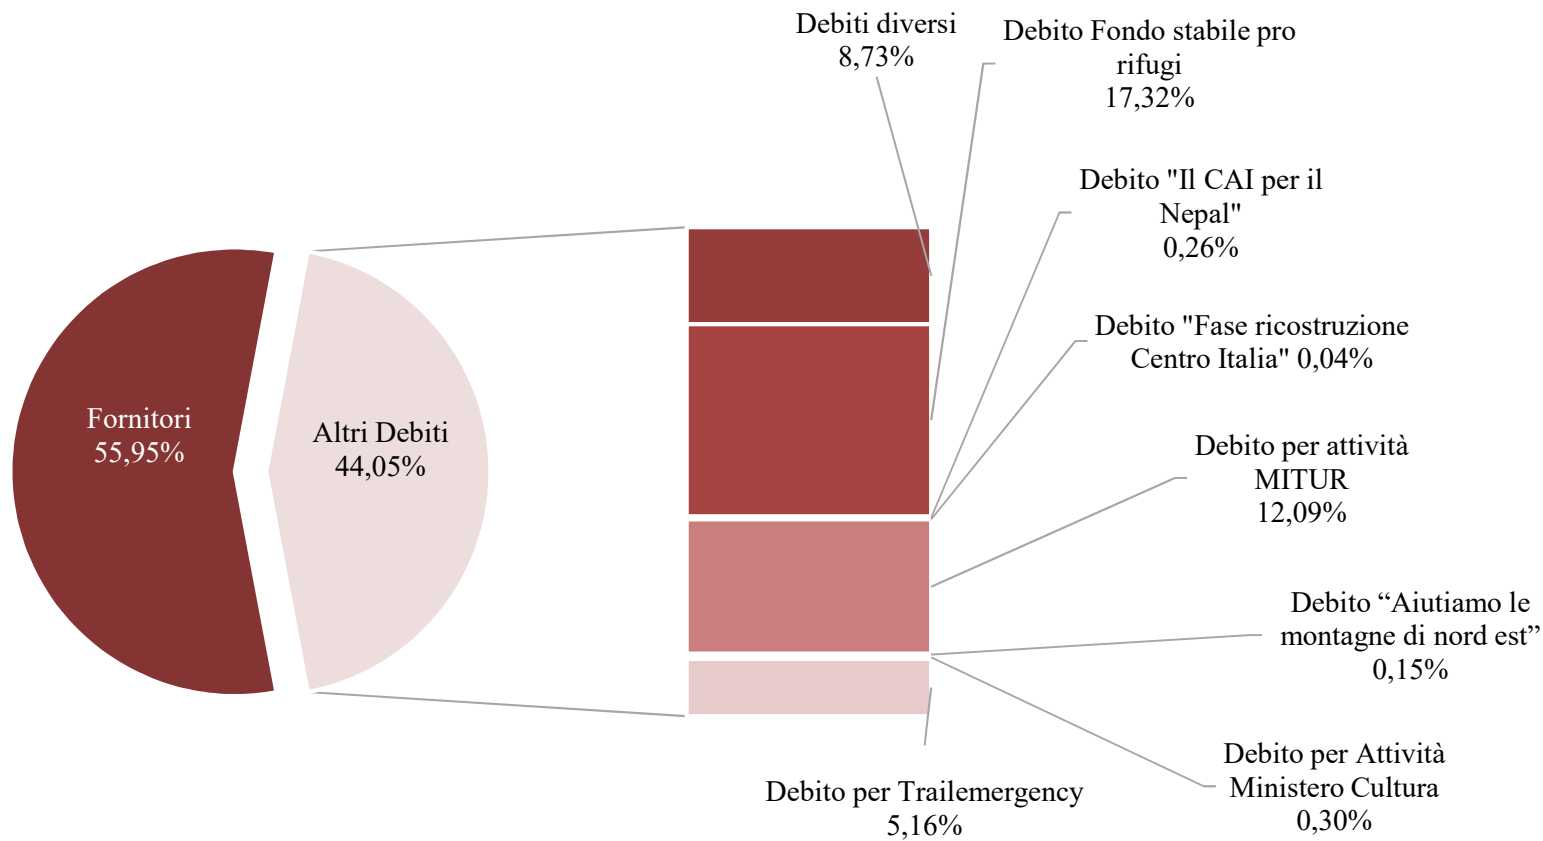 Debiti diversi
8,73%
Debito Fondo stabile pro
rifugi
17,32%
Debito "Il CAI per il
Nepal"
0,26%
Debito "Fase ricostruzione
Centro Italia" 0,04%
Fornitori
55,95%
Altri Debiti
44,05%
Debito per attività
MITUR
12,09%
Debito “Aiutiamo le
montagne di nord est”
0,15%
Debito per Attività
Ministero Cultura
0,30%
Debito per Trailemergency
5,16%